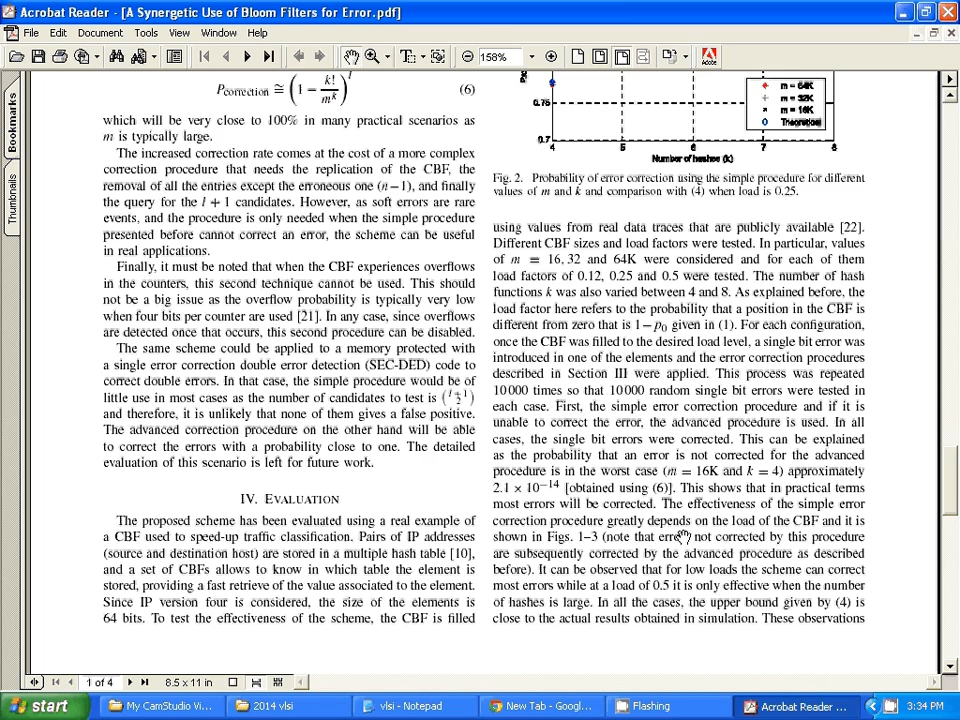 Acrobat Reader - [A Synergetic Use of Bloom Filters for Error.pdf]
File Edit Document Tools View Window Help
158%
Bookmarks
Thumbnails
P correction ≅ (1 − k!/m^k)^l (6)
which will be very close to 100% in many practical scenarios as
m is typically large.
The increased correction rate comes at the cost of a more complex
correction procedure that needs the replication of the CBF, the
removal of all the entries except the erroneous one (n−1), and finally
the query for the l + 1 candidates. However, as soft errors are rare
events, and the procedure is only needed when the simple procedure
presented before cannot correct an error, the scheme can be useful
in real applications.
Finally, it must be noted that when the CBF experiences overflows
in the counters, this second technique cannot be used. This should
not be a big issue as the overflow probability is typically very low
when four bits per counter are used [21]. In any case, since overflows
are detected once that occurs, this second procedure can be disabled.
The same scheme could be applied to a memory protected with
a single error correction double error detection (SEC-DED) code to
correct double errors. In that case, the simple procedure would be of
little use in most cases as the number of candidates to test is (l+1 2)
and therefore, it is unlikely that none of them gives a false positive.
The advanced correction procedure on the other hand will be able
to correct the errors with a probability close to one. The detailed
evaluation of this scenario is left for future work.
IV. EVALUATION
The proposed scheme has been evaluated using a real example of
a CBF used to speed-up traffic classification. Pairs of IP addresses
(source and destination host) are stored in a multiple hash table [10],
and a set of CBFs allows to know in which table the element is
stored, providing a fast retrieve of the value associated to the element.
Since IP version four is considered, the size of the elements is
64 bits. To test the effectiveness of the scheme, the CBF is filled
m = 64K
m = 32K
m = 16K
Theoretical
0.75
0.7
4 5 6 7 8
Number of hashes (k)
Fig. 2. Probability of error correction using the simple procedure for different
values of m and k and comparison with (4) when load is 0.25.
using values from real data traces that are publicly available [22].
Different CBF sizes and load factors were tested. In particular, values
of m = 16, 32 and 64K were considered and for each of them
load factors of 0.12, 0.25 and 0.5 were tested. The number of hash
functions k was also varied between 4 and 8. As explained before, the
load factor here refers to the probability that a position in the CBF is
different from zero that is 1−p0 given in (1). For each configuration,
once the CBF was filled to the desired load level, a single bit error was
introduced in one of the elements and the error correction procedures
described in Section III were applied. This process was repeated
10 000 times so that 10 000 random single bit errors were tested in
each case. First, the simple error correction procedure and if it is
unable to correct the error, the advanced procedure is used. In all
cases, the single bit errors were corrected. This can be explained
as the probability that an error is not corrected for the advanced
procedure is in the worst case (m = 16K and k = 4) approximately
2.1 × 10−14 [obtained using (6)]. This shows that in practical terms
most errors will be corrected. The effectiveness of the simple error
correction procedure greatly depends on the load of the CBF and it is
shown in Figs. 1–3 (note that not corrected by this procedure
are subsequently corrected by the advanced procedure as described
before). It can be observed that for low loads the scheme can correct
most errors while at a load of 0.5 it is only effective when the number
of hashes is large. In all the cases, the upper bound given by (4) is
close to the actual results obtained in simulation. These observations
1 of 4 8.5 x 11 in
start My CamStudio Vi... 2014 vlsi vlsi - Notepad New Tab - Googl... Flashing Acrobat Reader ... 3:34 PM